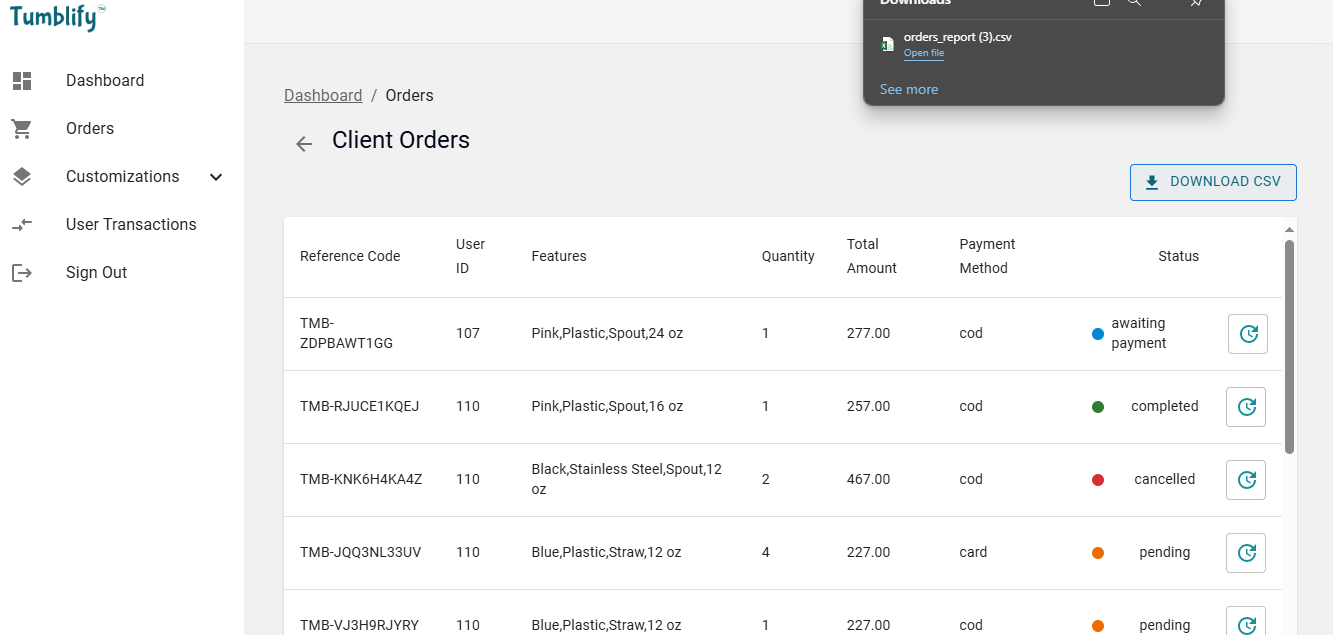 Tumblify™
Downloads
orders_report (3).csv
Open file
See more
Dashboard
Orders
Customizations
User Transactions
Sign Out
Dashboard / Orders
Client Orders
DOWNLOAD CSV
Reference Code
User
ID
Features
Quantity
Total
Amount
Payment
Method
Status
TMB-
ZDPBAWT1GG
107
Pink,Plastic,Spout,24 oz
1
277.00
cod
awaiting
payment
TMB-RJUCE1KQEJ
110
Pink,Plastic,Spout,16 oz
1
257.00
cod
completed
TMB-KNK6H4KA4Z
110
Black,Stainless Steel,Spout,12
oz
2
467.00
cod
cancelled
TMB-JQQ3NL33UV
110
Blue,Plastic,Straw,12 oz
4
227.00
card
pending
TMB-VJ3H9RJYRY
110
Blue,Plastic,Straw,12 oz
1
227.00
cod
pending